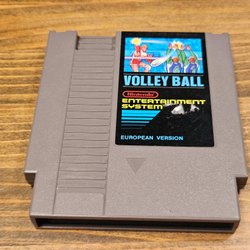 VOLLEY BALL
Nintendo
ENTERTAINMENT
SYSTEM
EUROPEAN VERSION